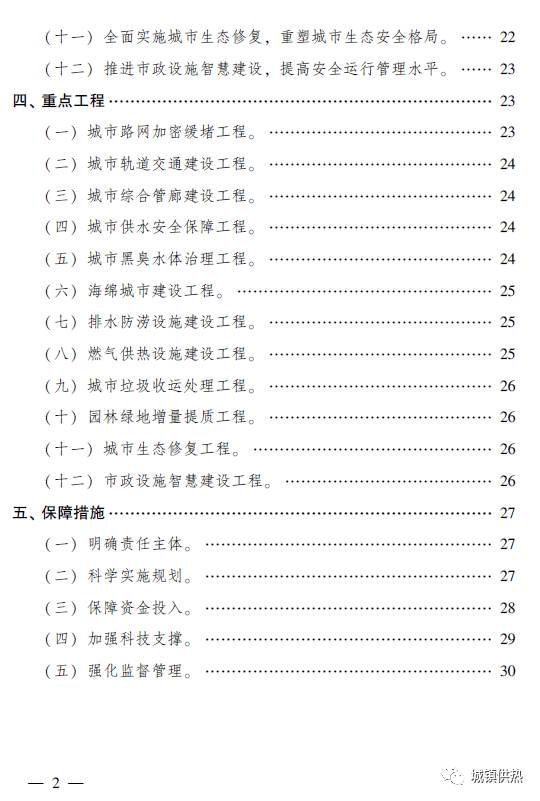 （十一）全面实施城市生态修复，重塑城市生态安全格局。 …… 22
（十二）推进市政设施智慧建设，提高安全运行管理水平。 …… 23
四、重点工程 …………………………………………………… 23
（一）城市路网加密缓堵工程。 ……………………………… 23
（二）城市轨道交通建设工程。 ……………………………… 24
（三）城市综合管廊建设工程。 ……………………………… 24
（四）城市供水安全保障工程。 ……………………………… 24
（五）城市黑臭水体治理工程。 ……………………………… 24
（六）海绵城市建设工程。 …………………………………… 25
（七）排水防涝设施建设工程。 ……………………………… 25
（八）燃气供热设施建设工程。 ……………………………… 25
（九）城市垃圾收运处理工程。 ……………………………… 26
（十）园林绿地增量提质工程。 ……………………………… 26
（十一）城市生态修复工程。 ………………………………… 26
（十二）市政设施智慧建设工程。 …………………………… 26
五、保障措施 …………………………………………………… 27
（一）明确责任主体。 ………………………………………… 27
（二）科学实施规划。 ………………………………………… 27
（三）保障资金投入。 ………………………………………… 28
（四）加强科技支撑。 ………………………………………… 29
（五）强化监督管理。 ………………………………………… 30
— 2 —
城镇供热